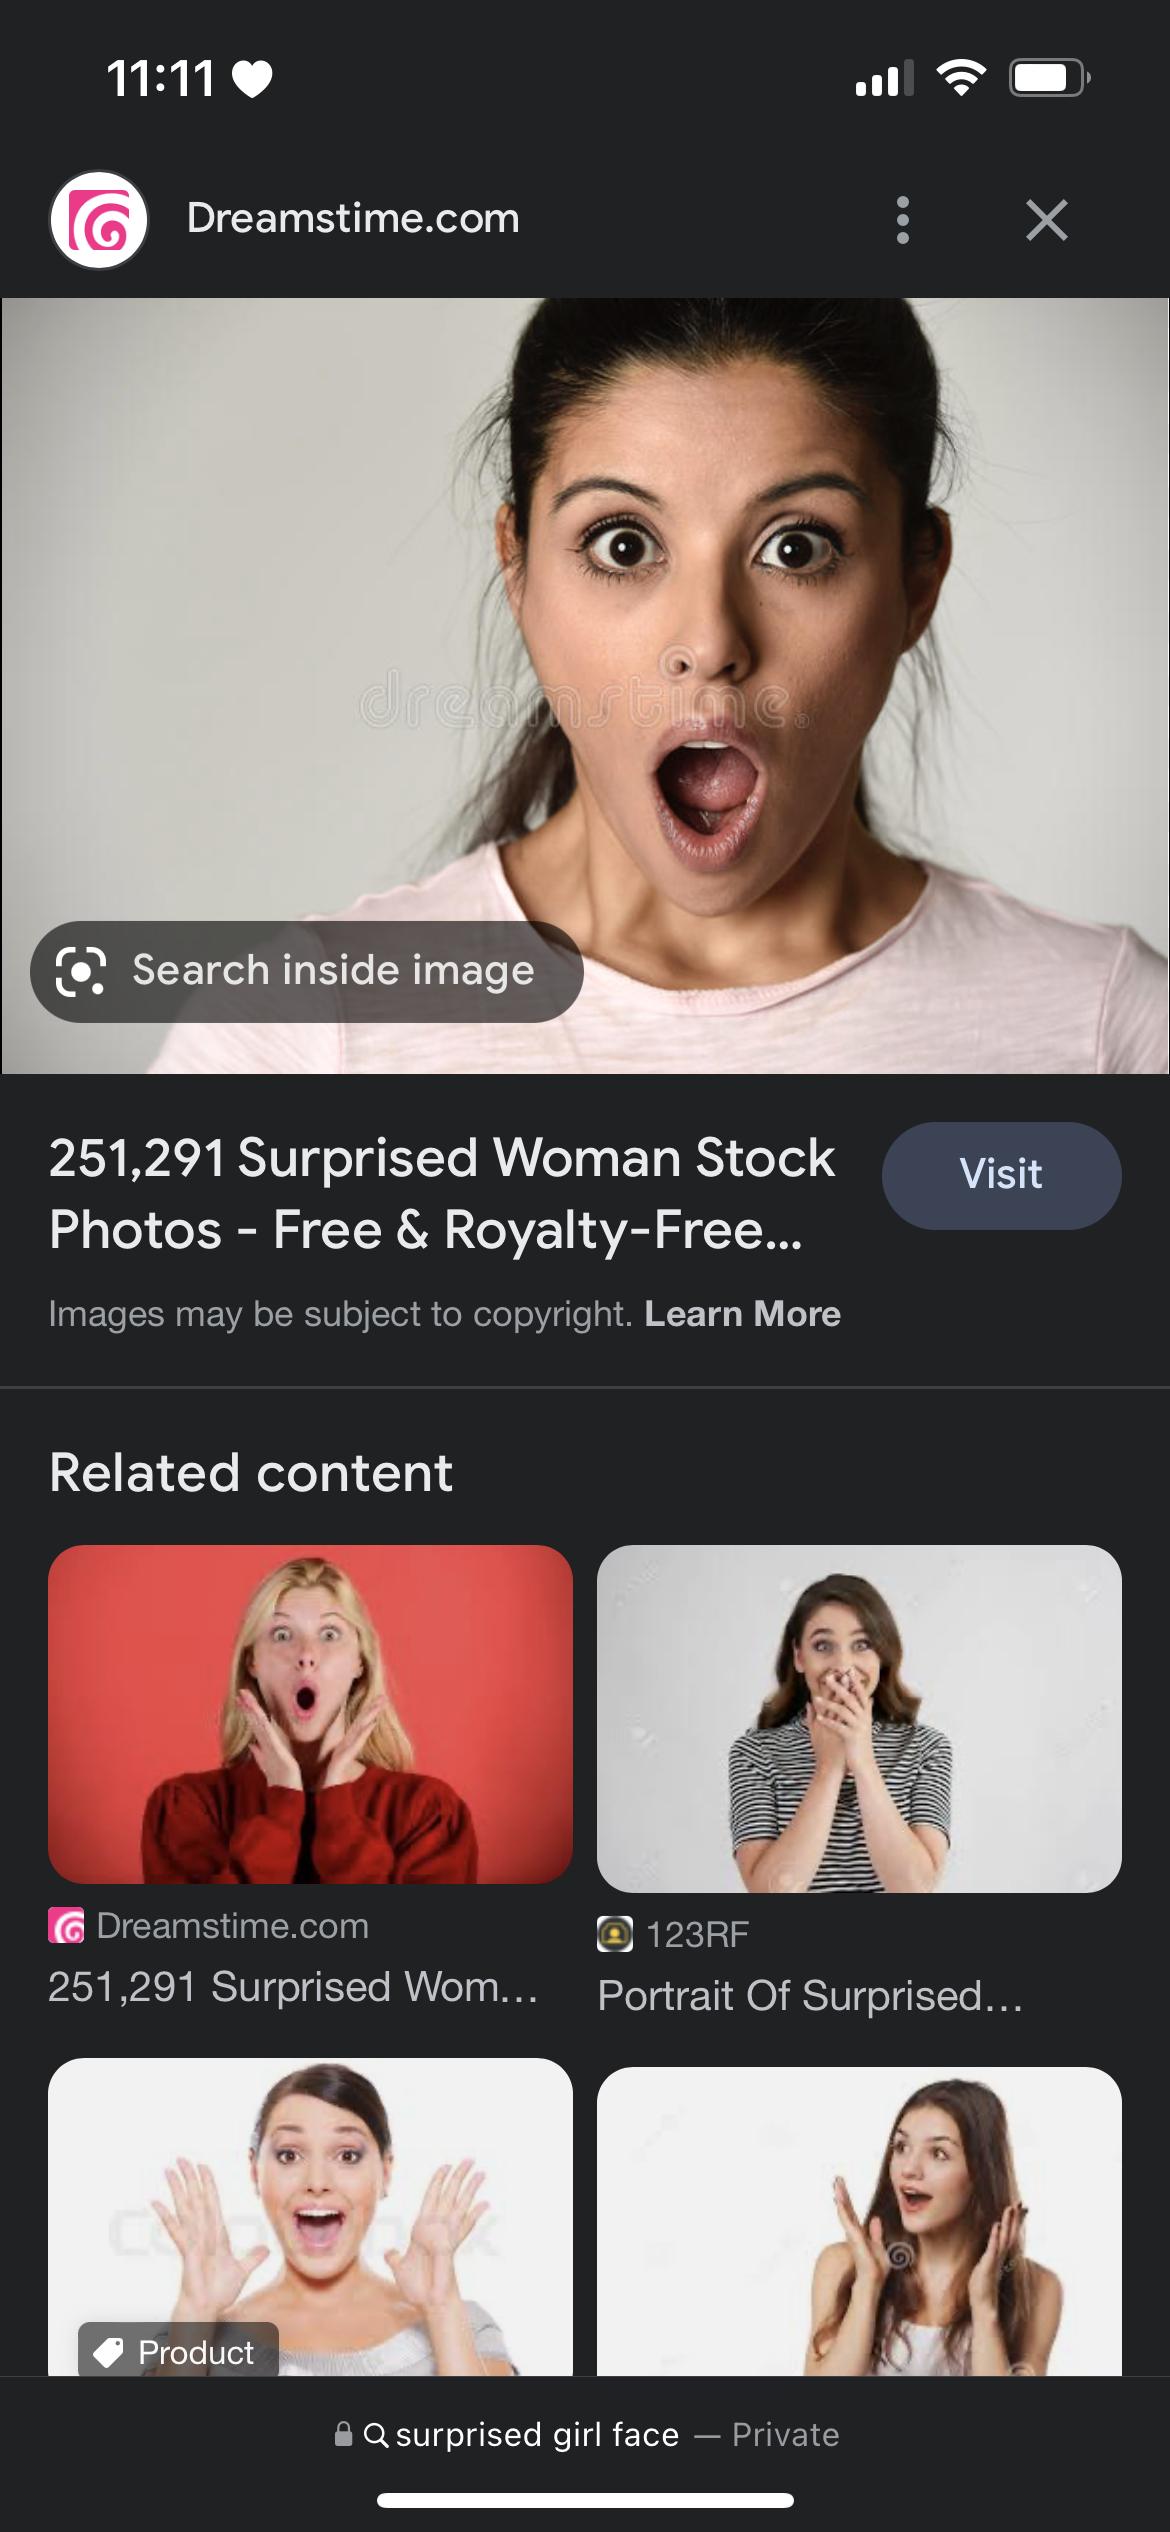 11:11
Dreamstime.com
dreamstime.
Search inside image
251,291 Surprised Woman Stock
Photos - Free & Royalty-Free...
Visit
Images may be subject to copyright. Learn More
Related content
Dreamstime.com
251,291 Surprised Wom...
123RF
Portrait Of Surprised...
Product
surprised girl face — Private